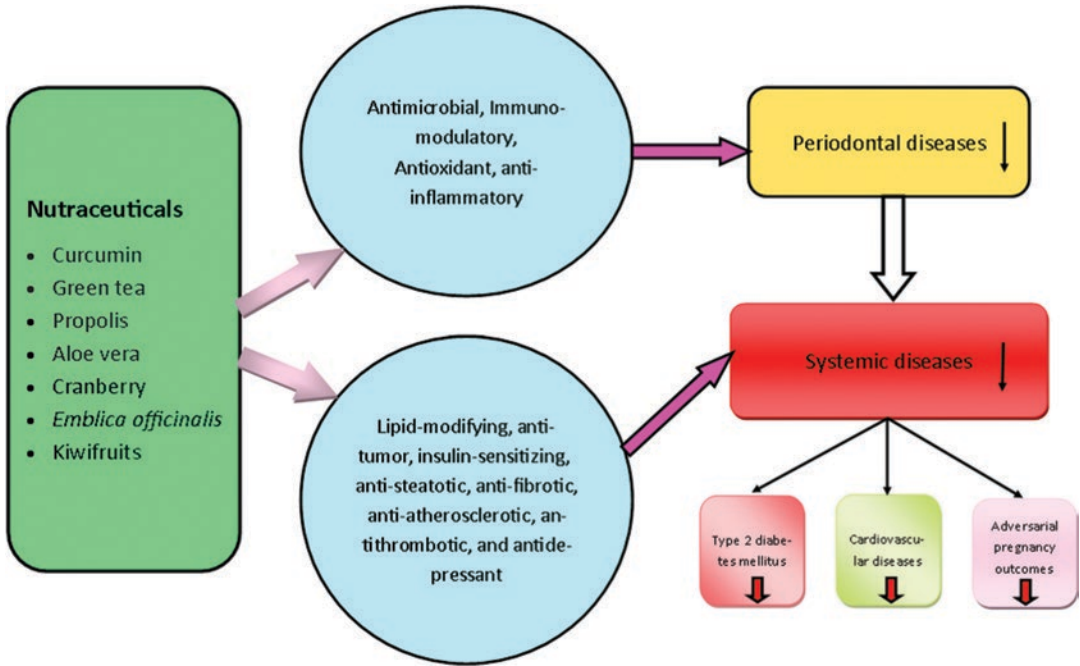 Nutraceuticals
• Curcumin
• Green tea
• Propolis
• Aloe vera
• Cranberry
• Emblica officinalis
• Kiwifruits
Antimicrobial, Immuno-
modulatory,
Antioxidant, anti-
inflammatory
Lipid-modifying, anti-
tumor, insulin-sensitizing,
anti-steatotic, anti-fibrotic,
anti-atherosclerotic, an-
tithrombotic, and antide-
pressant
Periodontal diseases
Systemic diseases
Type 2 diabe-
tes mellitus
Cardiovascu-
lar diseases
Adversarial
pregnancy
outcomes